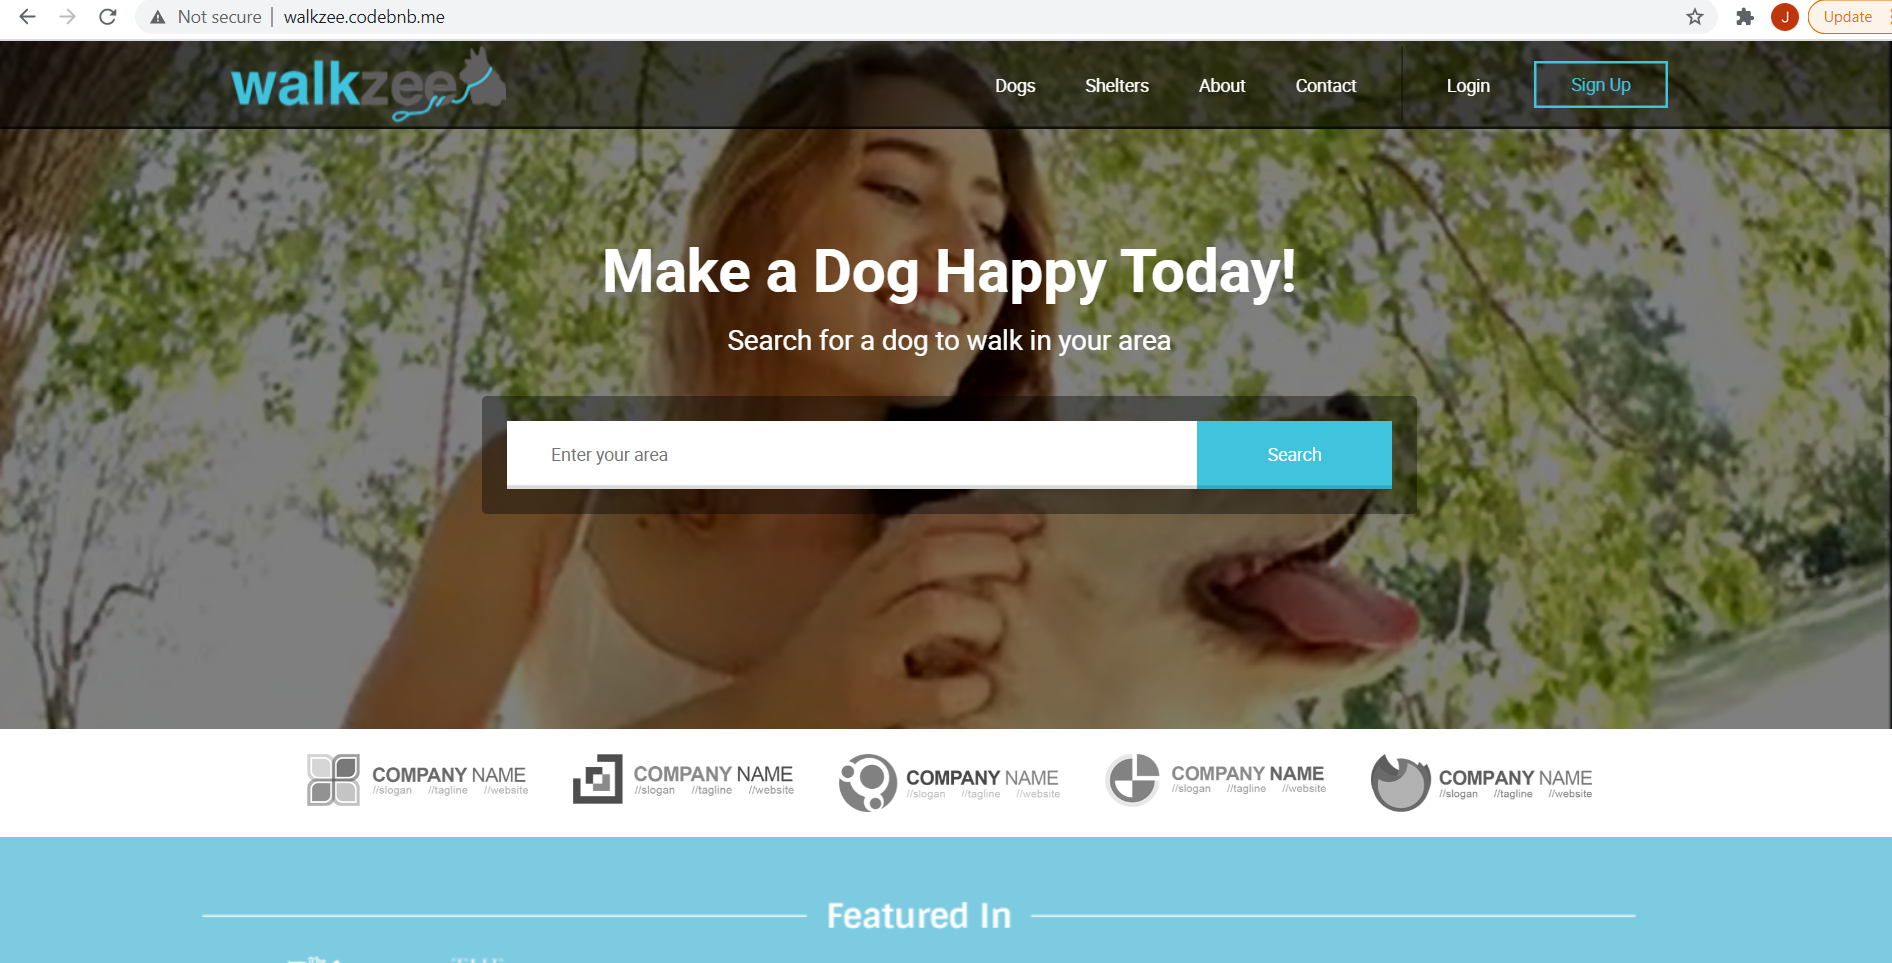 Not secure | walkzee.codebnb.me
J
Update
walkzee
Dogs Shelters About Contact Login Sign Up
Make a Dog Happy Today!
Search for a dog to walk in your area
Enter your area Search
COMPANY NAME
//slogan //tagline //website
COMPANY NAME
//slogan //tagline //website
COMPANY NAME
//slogan //tagline //website
COMPANY NAME
//slogan //tagline //website
COMPANY NAME
//slogan //tagline //website
Featured In
THE